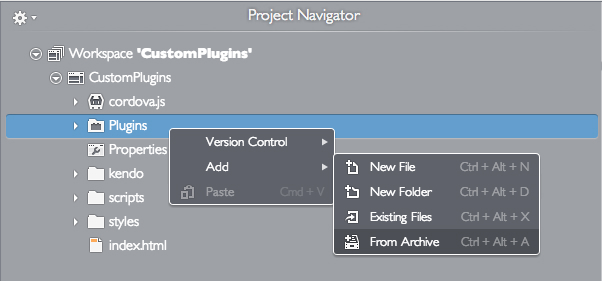 Project Navigator
Workspace 'CustomPlugins'
CustomPlugins
cordova.js
Plugins
Version Control
Properties
Add
New File Ctrl + Alt + N
kendo
Paste Cmd + V
New Folder Ctrl + Alt + D
scripts
Existing Files Ctrl + Alt + X
styles
From Archive Ctrl + Alt + A
index.html